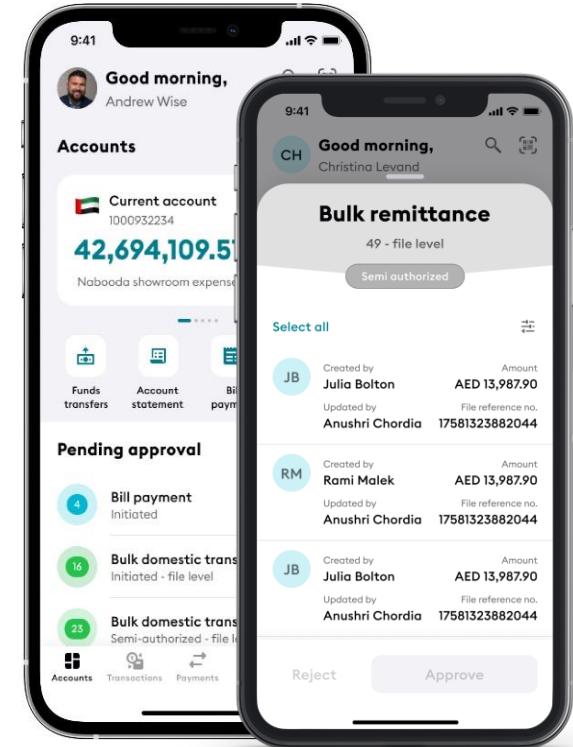 9:41
Good morning,
Andrew Wise
Accounts
Current account
1000932234
42,694,109.5
Nabooda showroom
Funds
transfers
Account
statement
Pending approval
4
Bill payment
Initiated
16
Bulk domestic
Initiated - file level
23
Bulk domestic
Semi-authorized - file
Accounts
Transactions
Payments
9:41
CH
Good morning,
Christina Levand
Bulk remittance
49 - file level
Semi authorized
Select all
JB
Created by
Amount
Julia Bolton
AED 13,987.90
Updated by
File reference no.
Anushri Chordia
17581323882044
RM
Created by
Amount
Rami Malek
AED 13,987.90
Updated by
File reference no.
Anushri Chordia
17581323882044
JB
Created by
Amount
Julia Bolton
AED 13,987.90
Updated by
File reference no.
Anushri Chordia
17581323882044
Reject
Approve